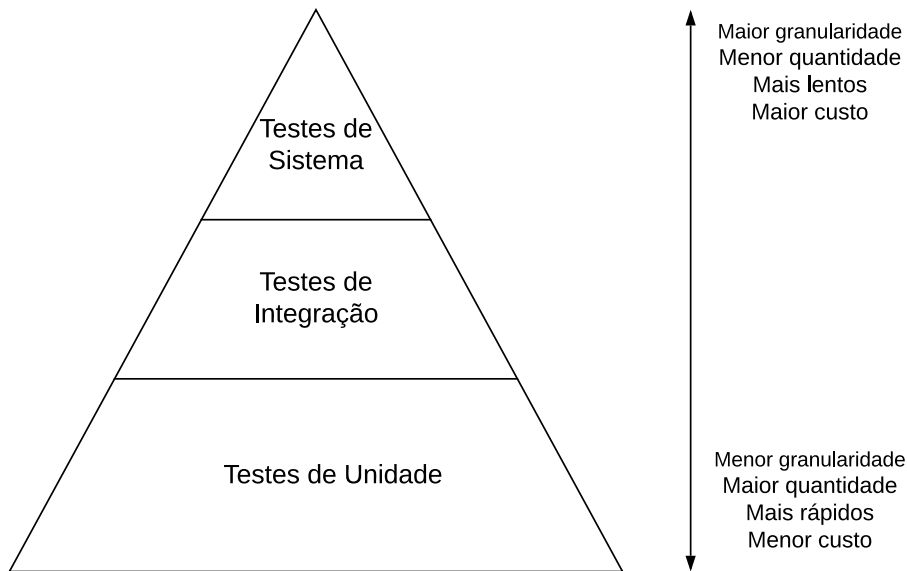 Testes de
Sistema
Testes de
Integração
Testes de Unidade
Maior granularidade
Menor quantidade
Mais lentos
Maior custo
Menor granularidade
Maior quantidade
Mais rápidos
Menor custo